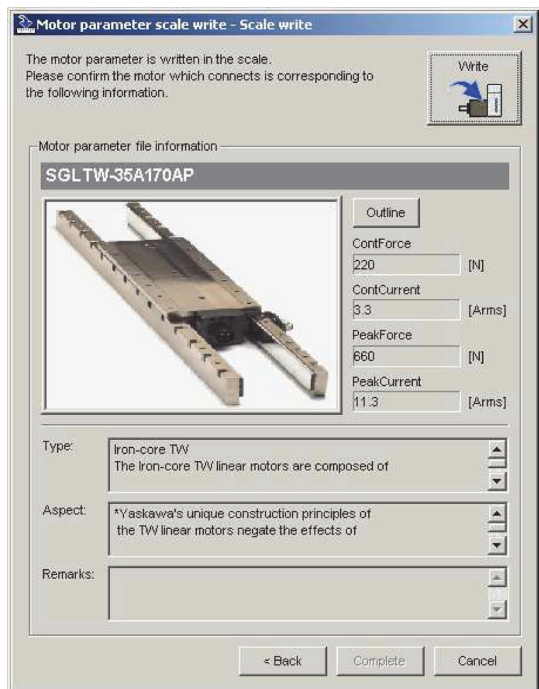 Motor parameter scale write - Scale write
The motor parameter is written in the scale.
Please confirm the motor which connects is corresponding to
the following information.
Write
Motor parameter file information
SGLTW-35A170AP
Outline
ContForce
220 [N]
ContCurrent
3.3 [Arms]
PeakForce
660 [N]
PeakCurrent
11.3 [Arms]
Type:
Iron-core TW
The Iron-core TW linear motors are composed of
Aspect:
*Yaskawa's unique construction principles of
the TW linear motors negate the effects of
Remarks:
< Back Complete Cancel